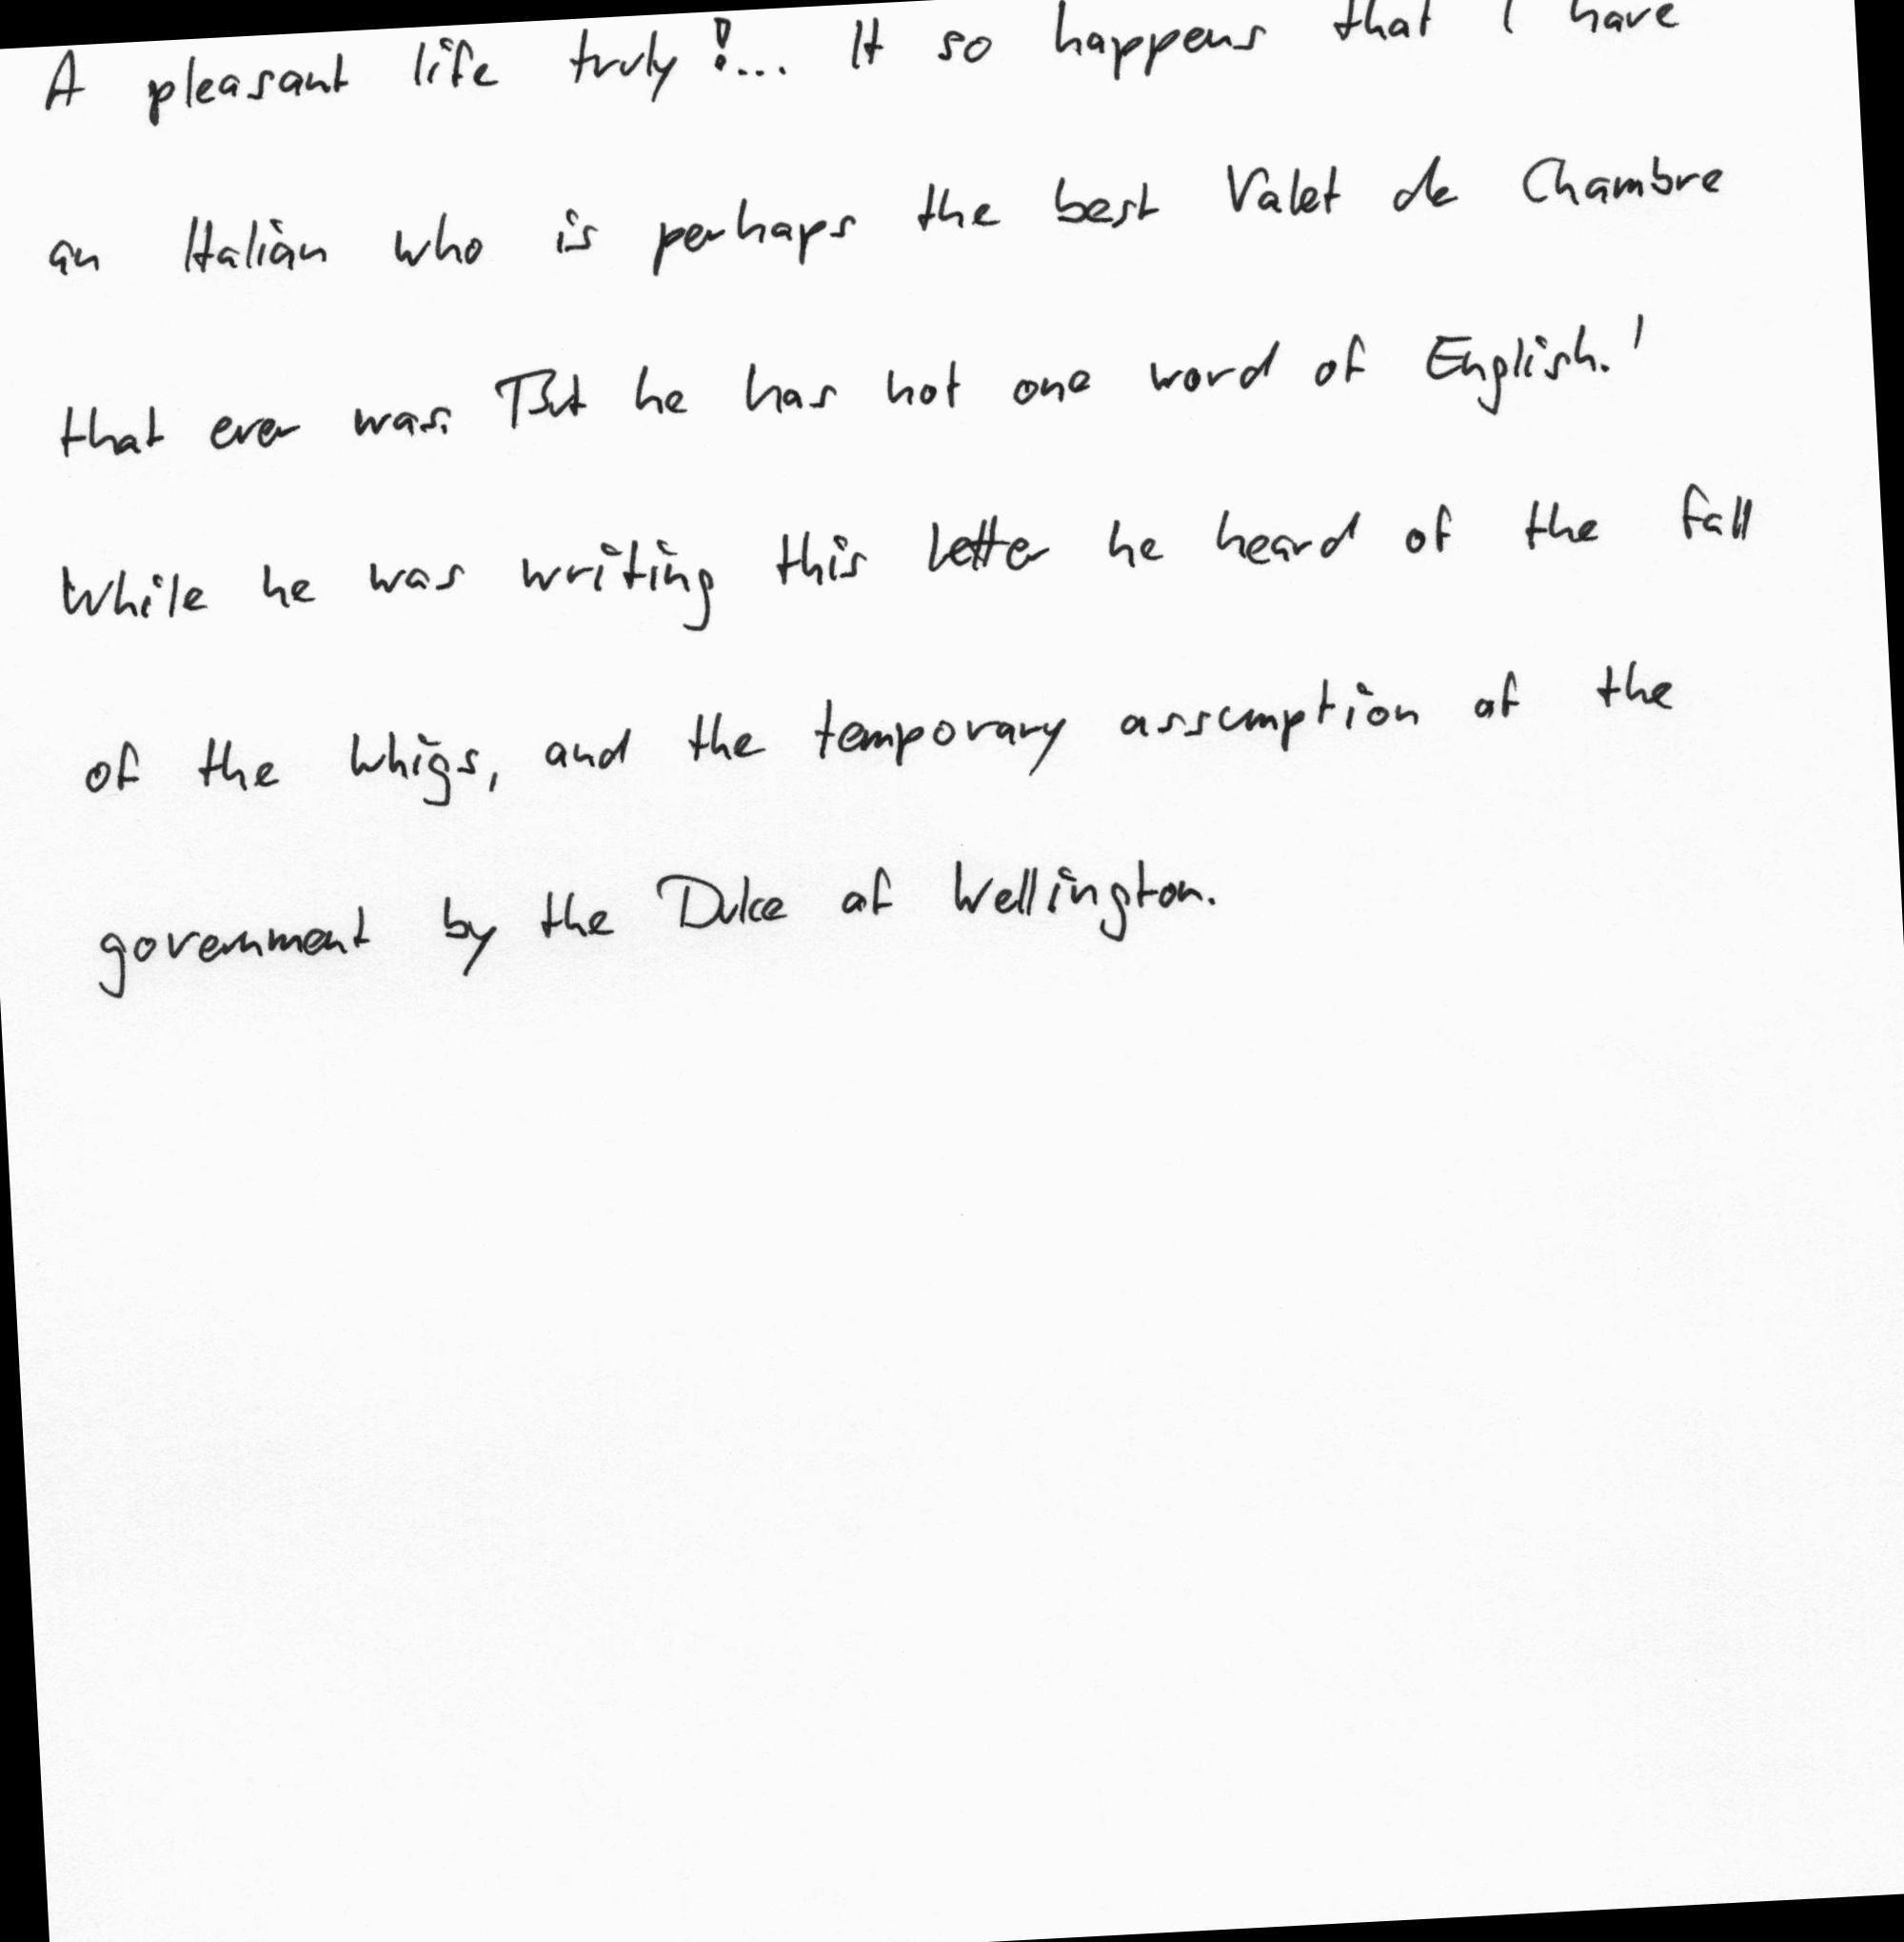 A pleasant life truly!... It so happens that I have
an Italian who is perhaps the best Valet de Chambre
that ever was. But he has not one word of English.'
While he was writing this letter he heard of the fall
of the Whigs, and the temporary assumption of the
government by the Duke of Wellington.